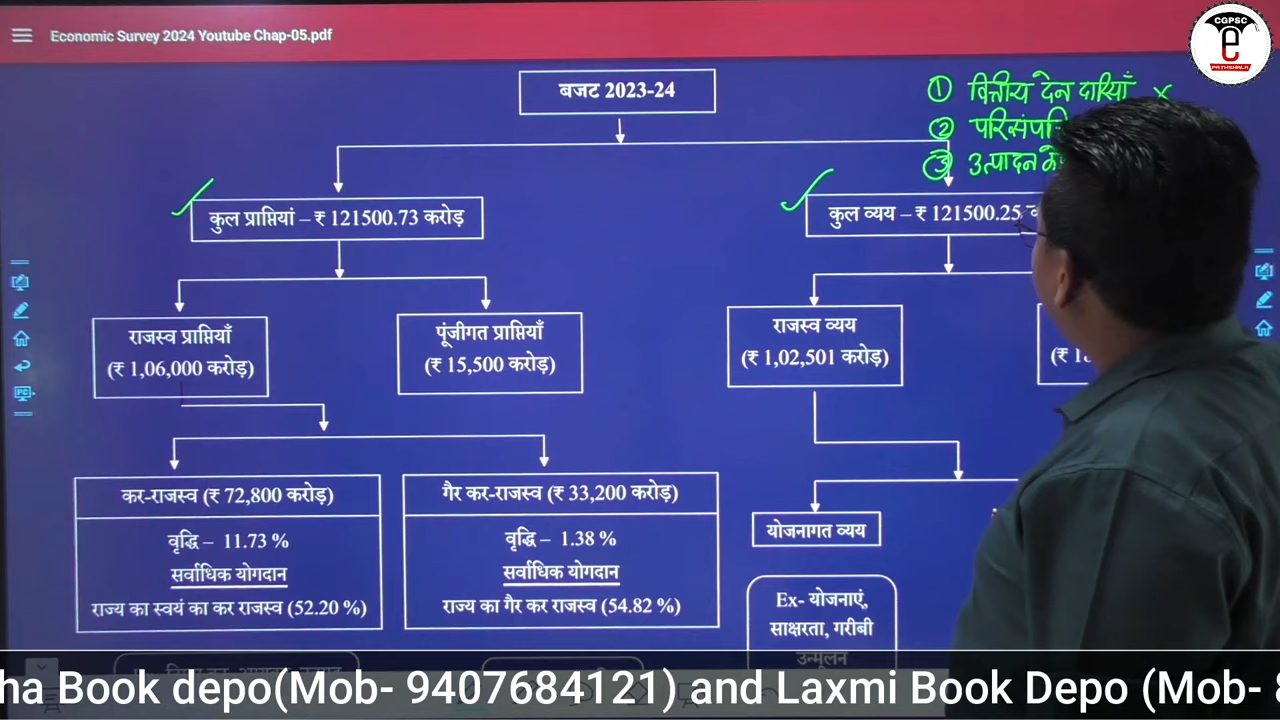 Economic Survey 2024 Youtube Chap-05.pdf
CGPSC
e
PATHSHALA
बजट 2023-24
① वित्तीय देन दारियाँ x
②
③ उत्पादन
कुल प्राप्तियां – ₹ 121500.73 करोड़
कुल व्यय – ₹ 121500.25
राजस्व प्राप्तियाँ
(₹ 1,06,000 करोड़)
पूंजीगत प्राप्तियाँ
(₹ 15,500 करोड़)
राजस्व व्यय
(₹ 1,02,501 करोड़)
(₹
कर-राजस्व (₹ 72,800 करोड़)
वृद्धि – 11.73 %
सर्वाधिक योगदान
राज्य का स्वयं का कर राजस्व (52.20 %)
गैर कर-राजस्व (₹ 33,200 करोड़)
वृद्धि – 1.38 %
सर्वाधिक योगदान
राज्य का गैर कर राजस्व (54.82 %)
योजनागत व्यय
Ex- योजनाएं,
साक्षरता, गरीबी
उन्मूलन
ha Book depo(Mob- 9407684121) and Laxmi Book Depo (Mob-